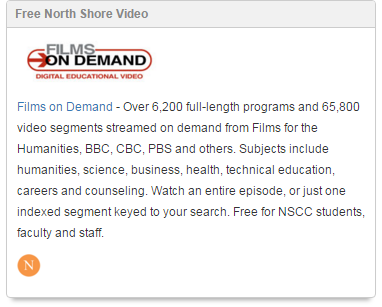 Free North Shore Video
FILMS
ON DEMAND
DIGITAL EDUCATIONAL VIDEO
Films on Demand - Over 6,200 full-length programs and 65,800
video segments streamed on demand from Films for the
Humanities, BBC, CBC, PBS and others. Subjects include
humanities, science, business, health, technical education,
careers and counseling. Watch an entire episode, or just one
indexed segment keyed to your search. Free for NSCC students,
faculty and staff.
N